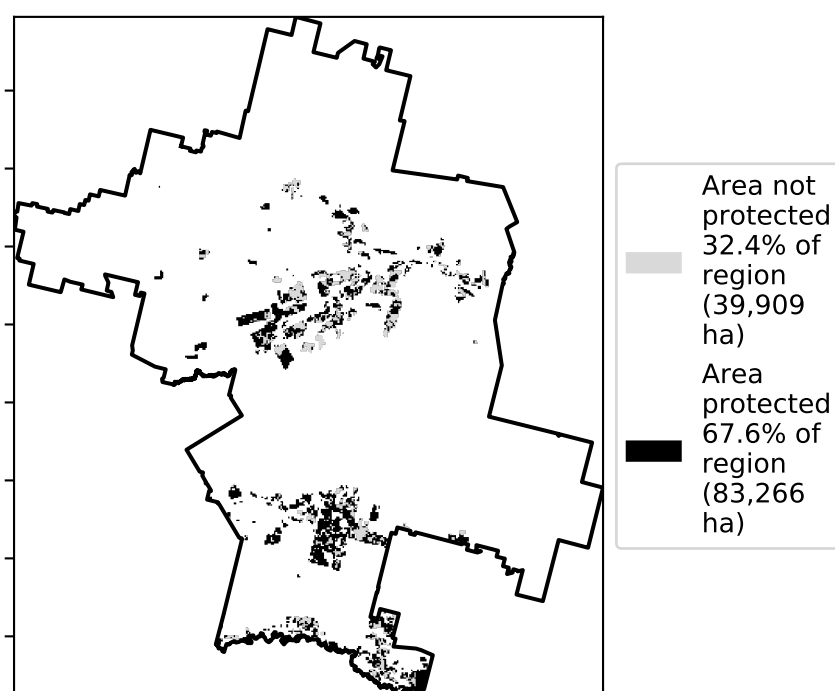 Area not
protected
32.4% of
region
(39,909
ha)
Area
protected
67.6% of
region
(83,266
ha)